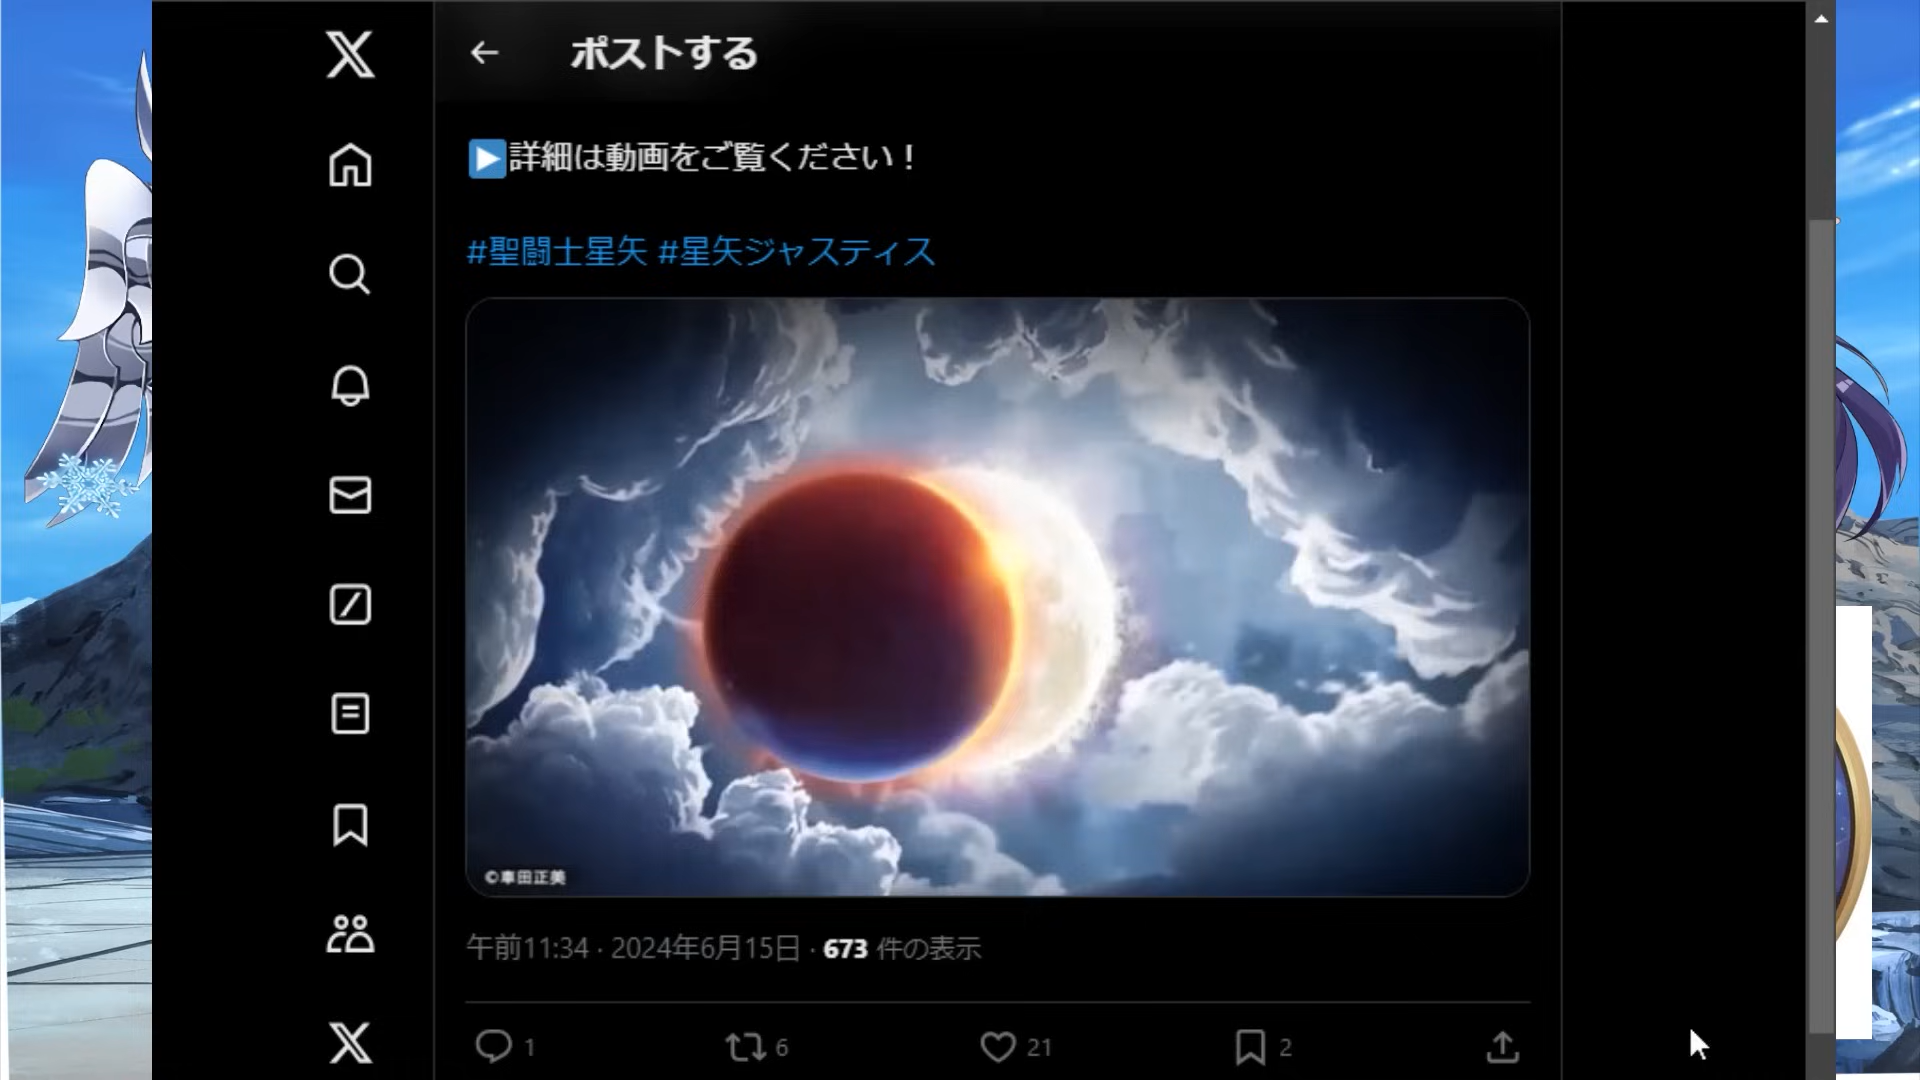 ポストする
詳細は動画をご覧ください！
#聖闘士星矢 #星矢ジャスティス
©車田正美
午前11:34 · 2024年6月15日 · 673 件の表示
1 6 21 2